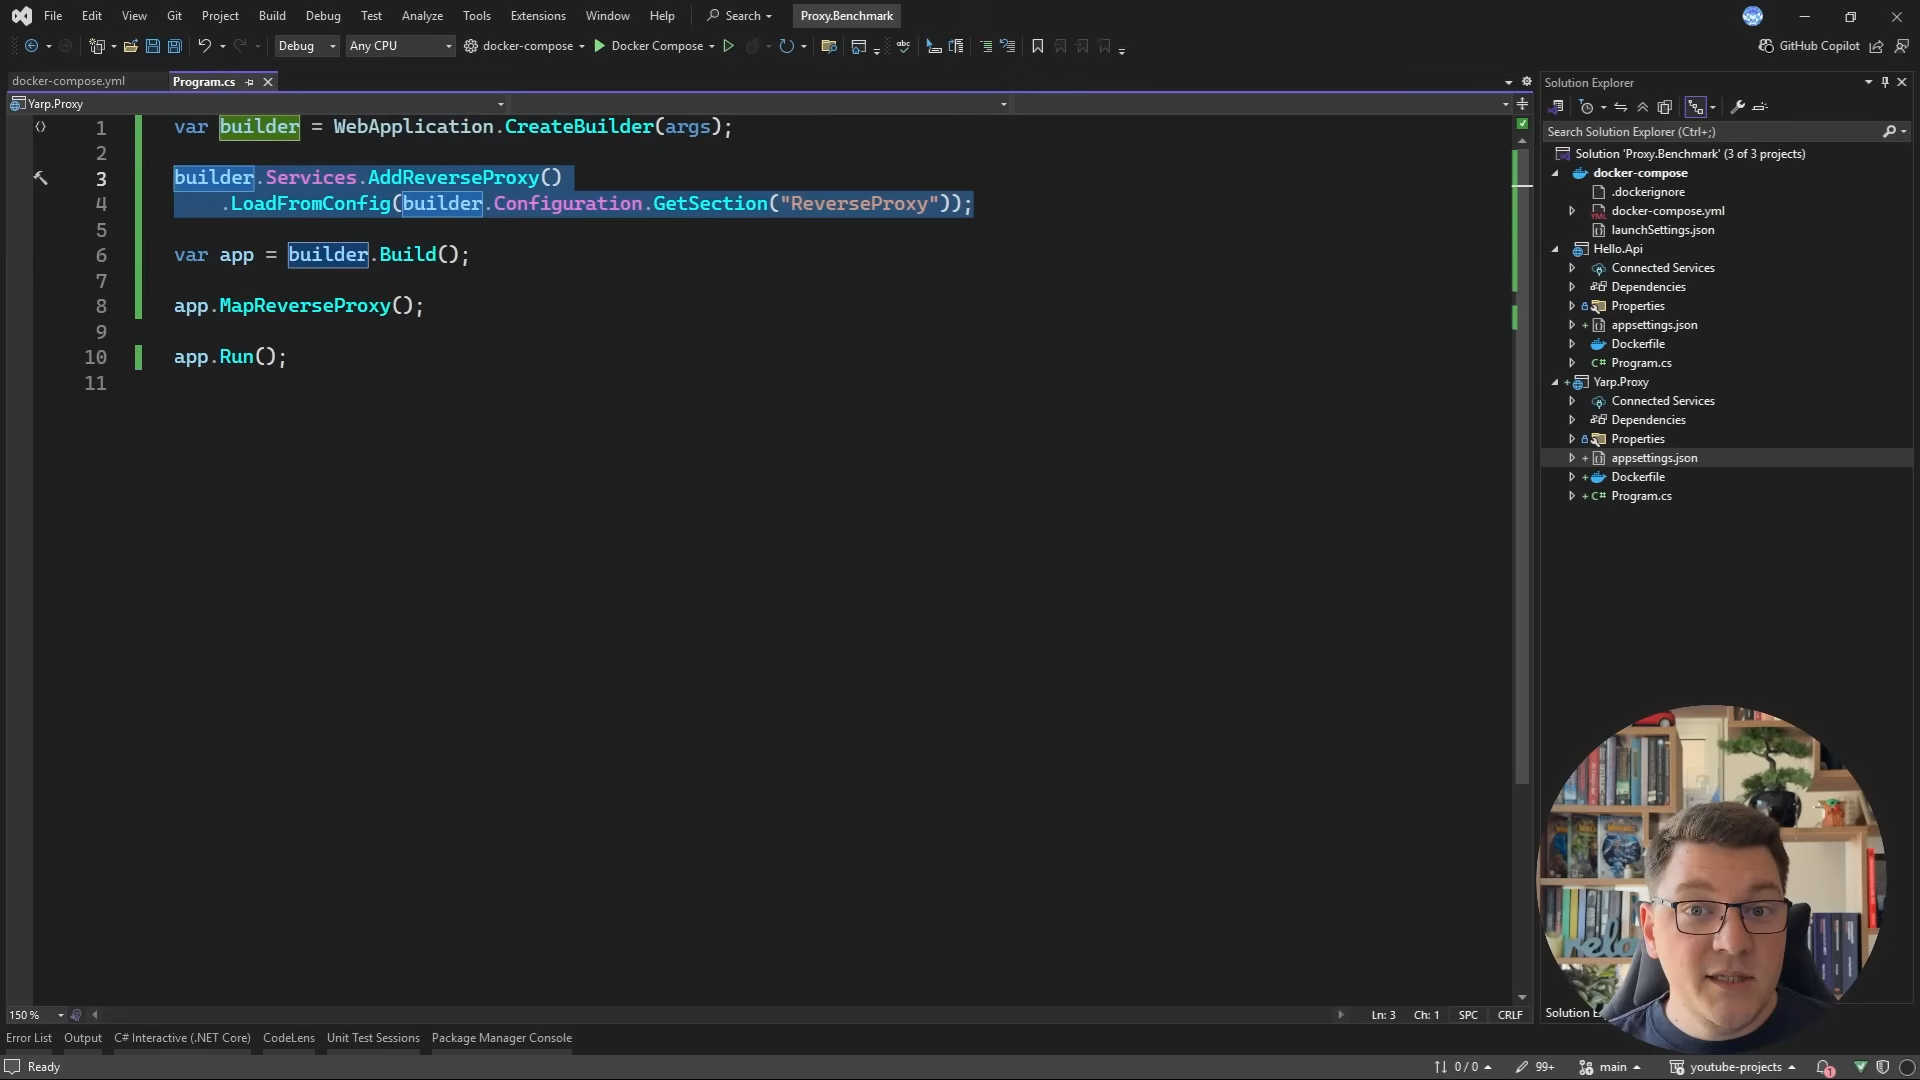 File Edit View Git Project Build Debug Test Analyze Tools Extensions Window Help Search Proxy.Benchmark
Debug Any CPU docker-compose Docker Compose GitHub Copilot
docker-compose.yml Program.cs
Yarp.Proxy
1 var builder = WebApplication.CreateBuilder(args);
2
3 builder.Services.AddReverseProxy()
4 .LoadFromConfig(builder.Configuration.GetSection("ReverseProxy"));
5
6 var app = builder.Build();
7
8 app.MapReverseProxy();
9
10 app.Run();
11
Solution Explorer
Search Solution Explorer (Ctrl+;)
Solution 'Proxy.Benchmark' (3 of 3 projects)
docker-compose
.dockerignore
docker-compose.yml
launchSettings.json
Hello.Api
Connected Services
Dependencies
Properties
appsettings.json
Dockerfile
C# Program.cs
Yarp.Proxy
Connected Services
Dependencies
Properties
appsettings.json
Dockerfile
C# Program.cs
150 % Ln: 3 Ch: 1 SPC CRLF
Solution
Error List Output C# Interactive (.NET Core) CodeLens Unit Test Sessions Package Manager Console
Ready 0 / 0 99+ main youtube-projects 1